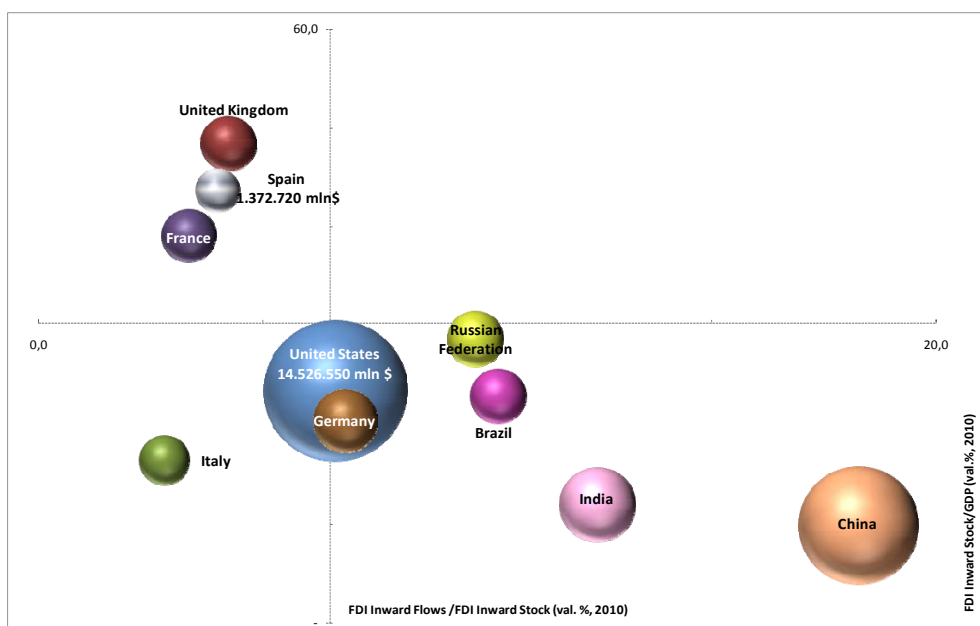 60,0
United Kingdom
Spain
1.372.720 mln$
France
0,0
20,0
Russian
Federation
United States
14.526.550 mln $
Germany
Brazil
Italy
India
China
FDI Inward Stock/GDP (val.%, 2010)
FDI Inward Flows /FDI Inward Stock (val. %, 2010)
-